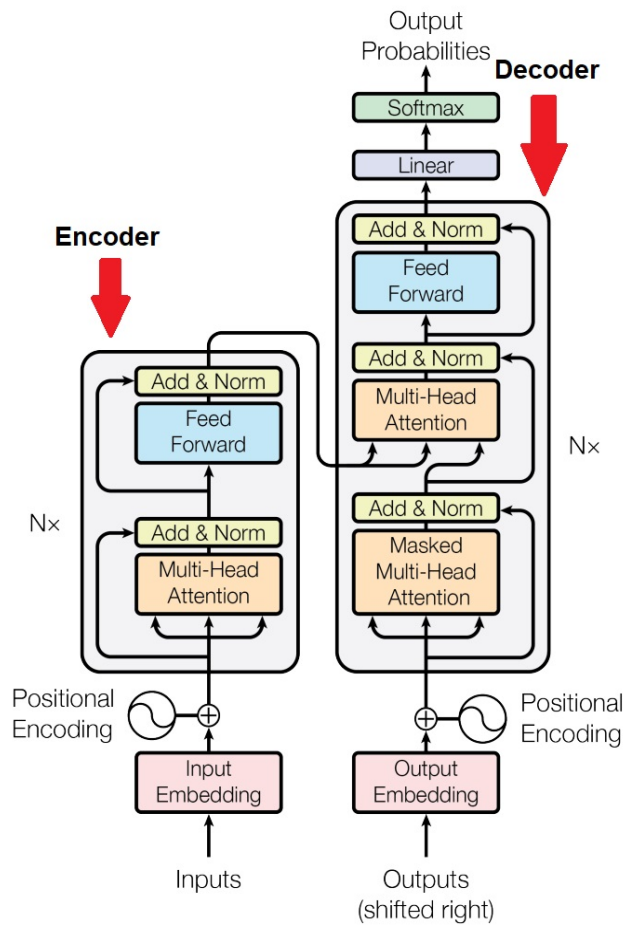 Output
Probabilities
Decoder
Softmax
Linear
Add & Norm
Feed
Forward
Add & Norm
Multi-Head
Attention
Add & Norm
Masked
Multi-Head
Attention
N×
Encoder
Add & Norm
Feed
Forward
Add & Norm
Multi-Head
Attention
N×
Positional
Encoding
Positional
Encoding
Input
Embedding
Output
Embedding
Inputs
Outputs
(shifted right)